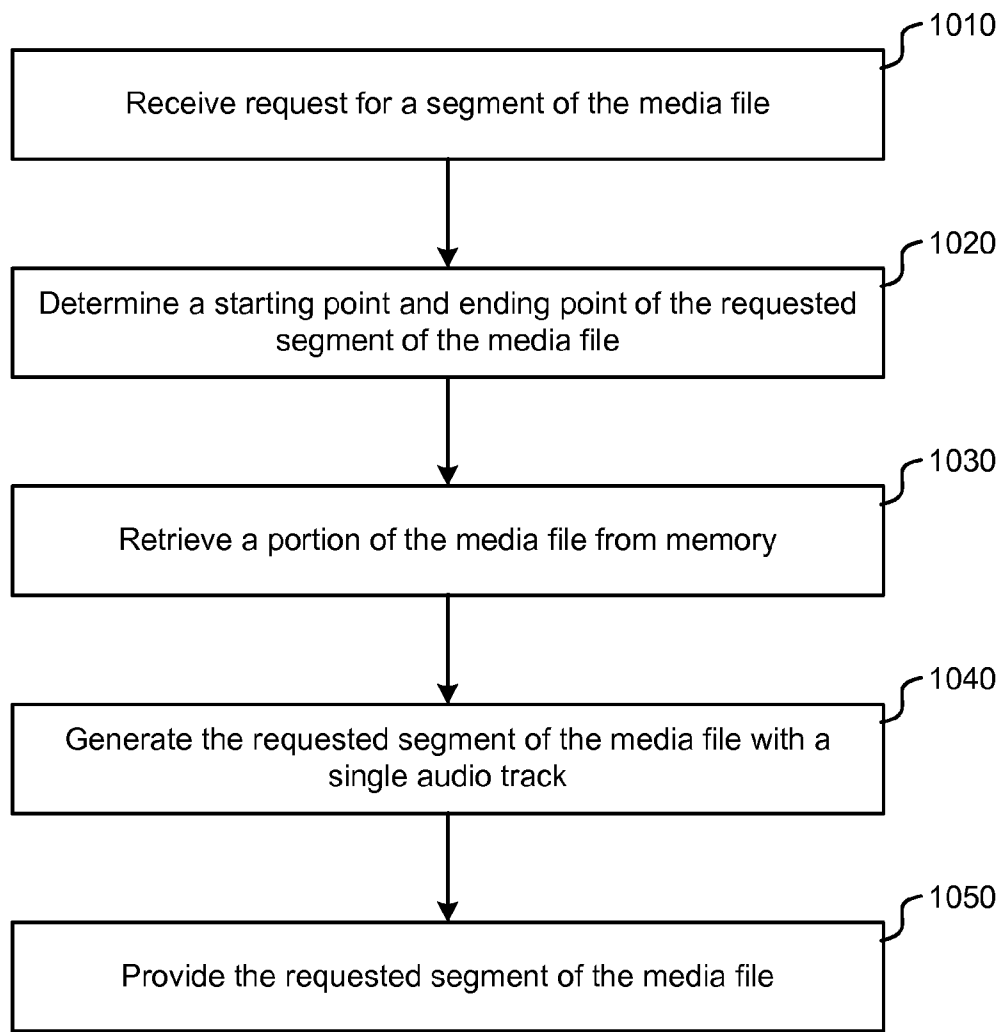 1010
Receive request for a segment of the media file
1020
Determine a starting point and ending point of the requested
segment of the media file
1030
Retrieve a portion of the media file from memory
1040
Generate the requested segment of the media file with a
single audio track
1050
Provide the requested segment of the media file